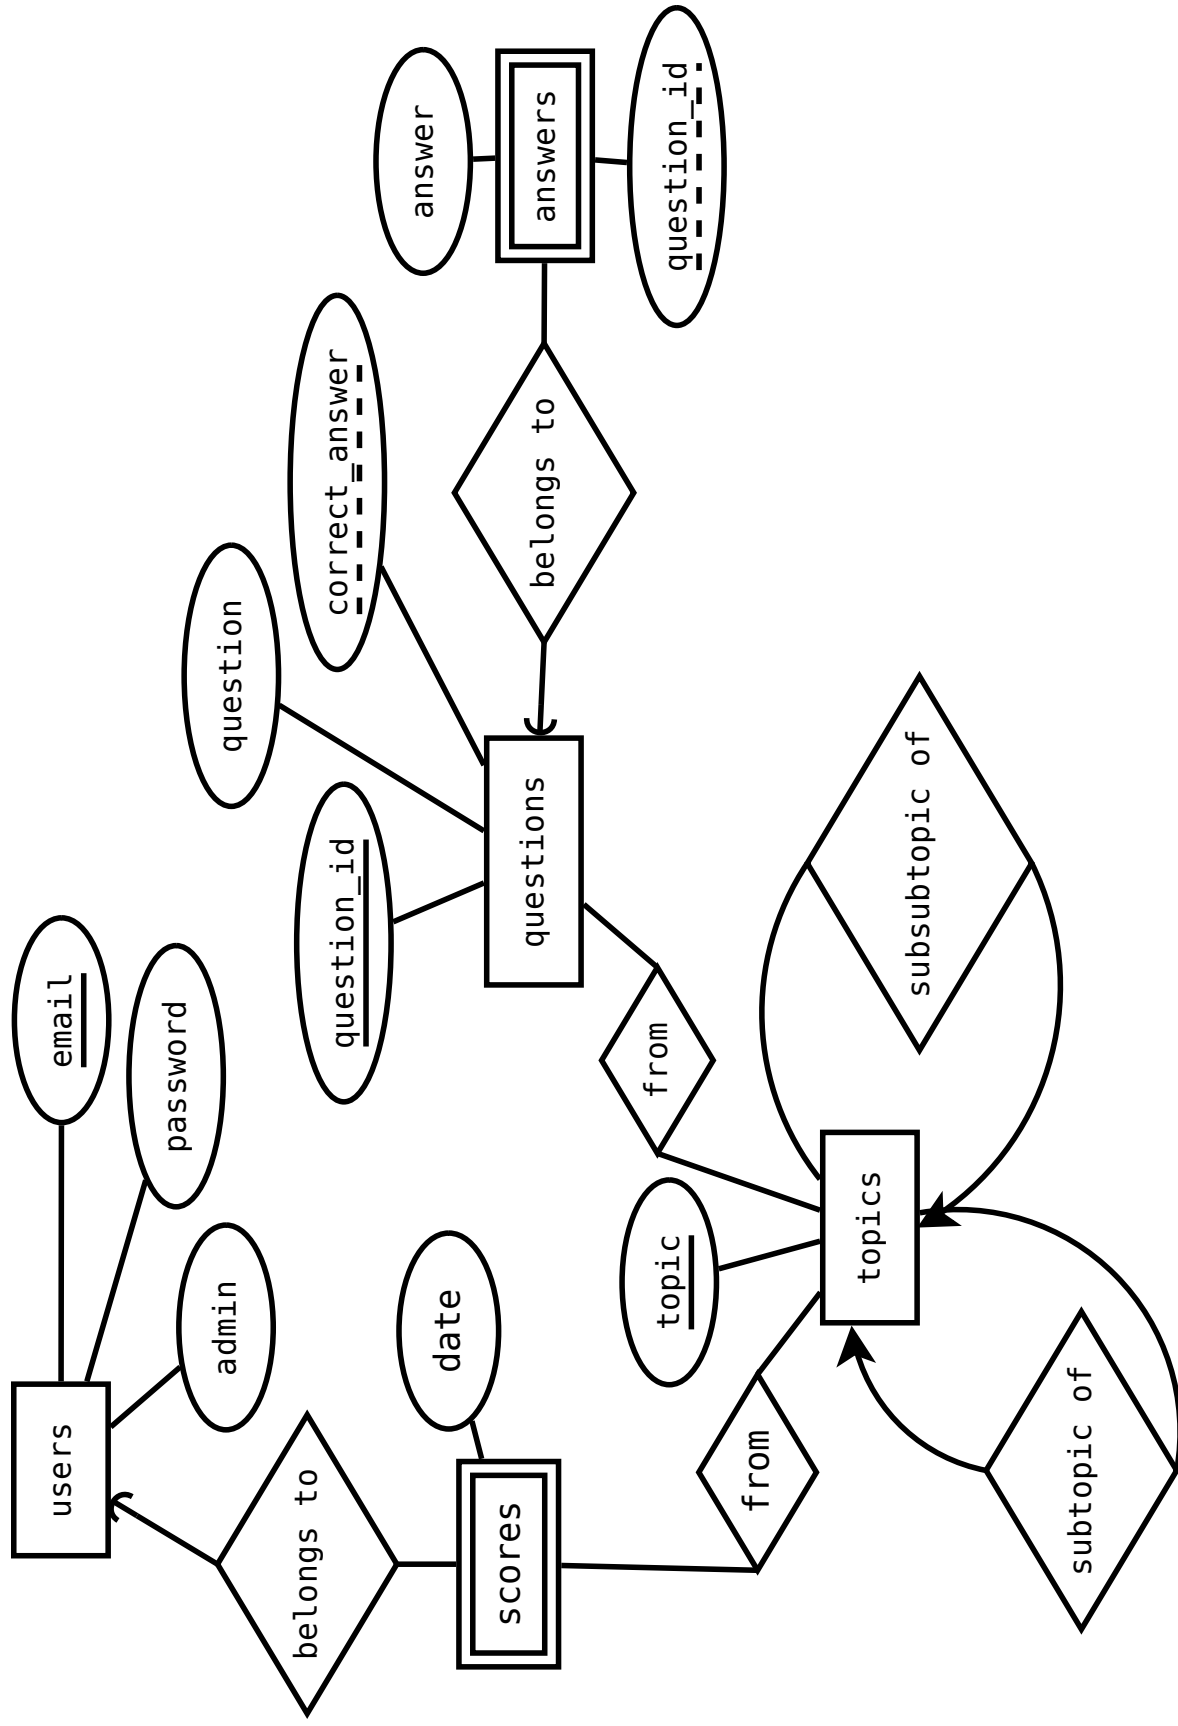 email
password
users
admin
belongs to
scores
date
question
question_id
correct_answer
questions
belongs to
answer
answers
question_id
from
topic
from
topics
subtopic of
subsubtopic of